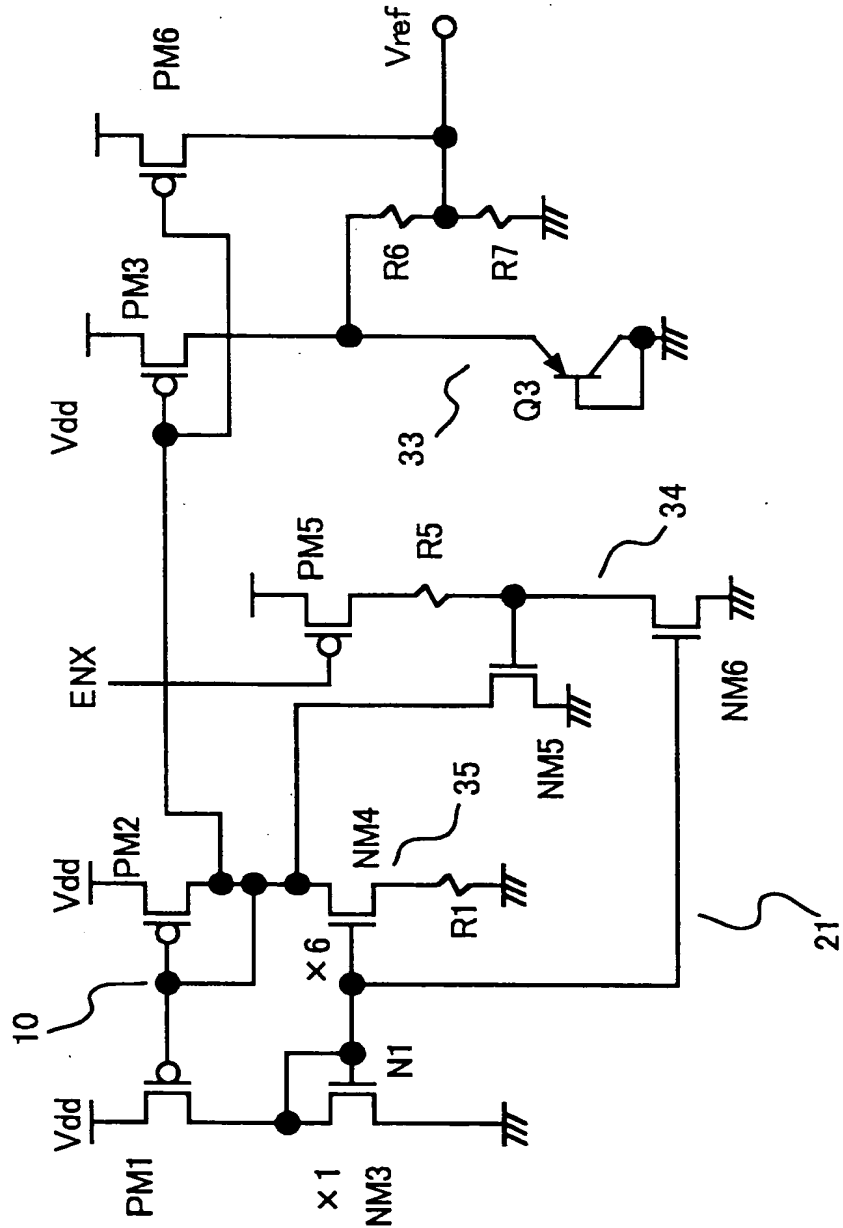 Vdd
PM1
10
Vdd
PM2
×1
NM3
N1
×6
NM4
R1
35
21
ENX
PM5
R5
NM5
34
NM6
Vdd
PM3
PM6
33
Q3
R6
R7
Vref